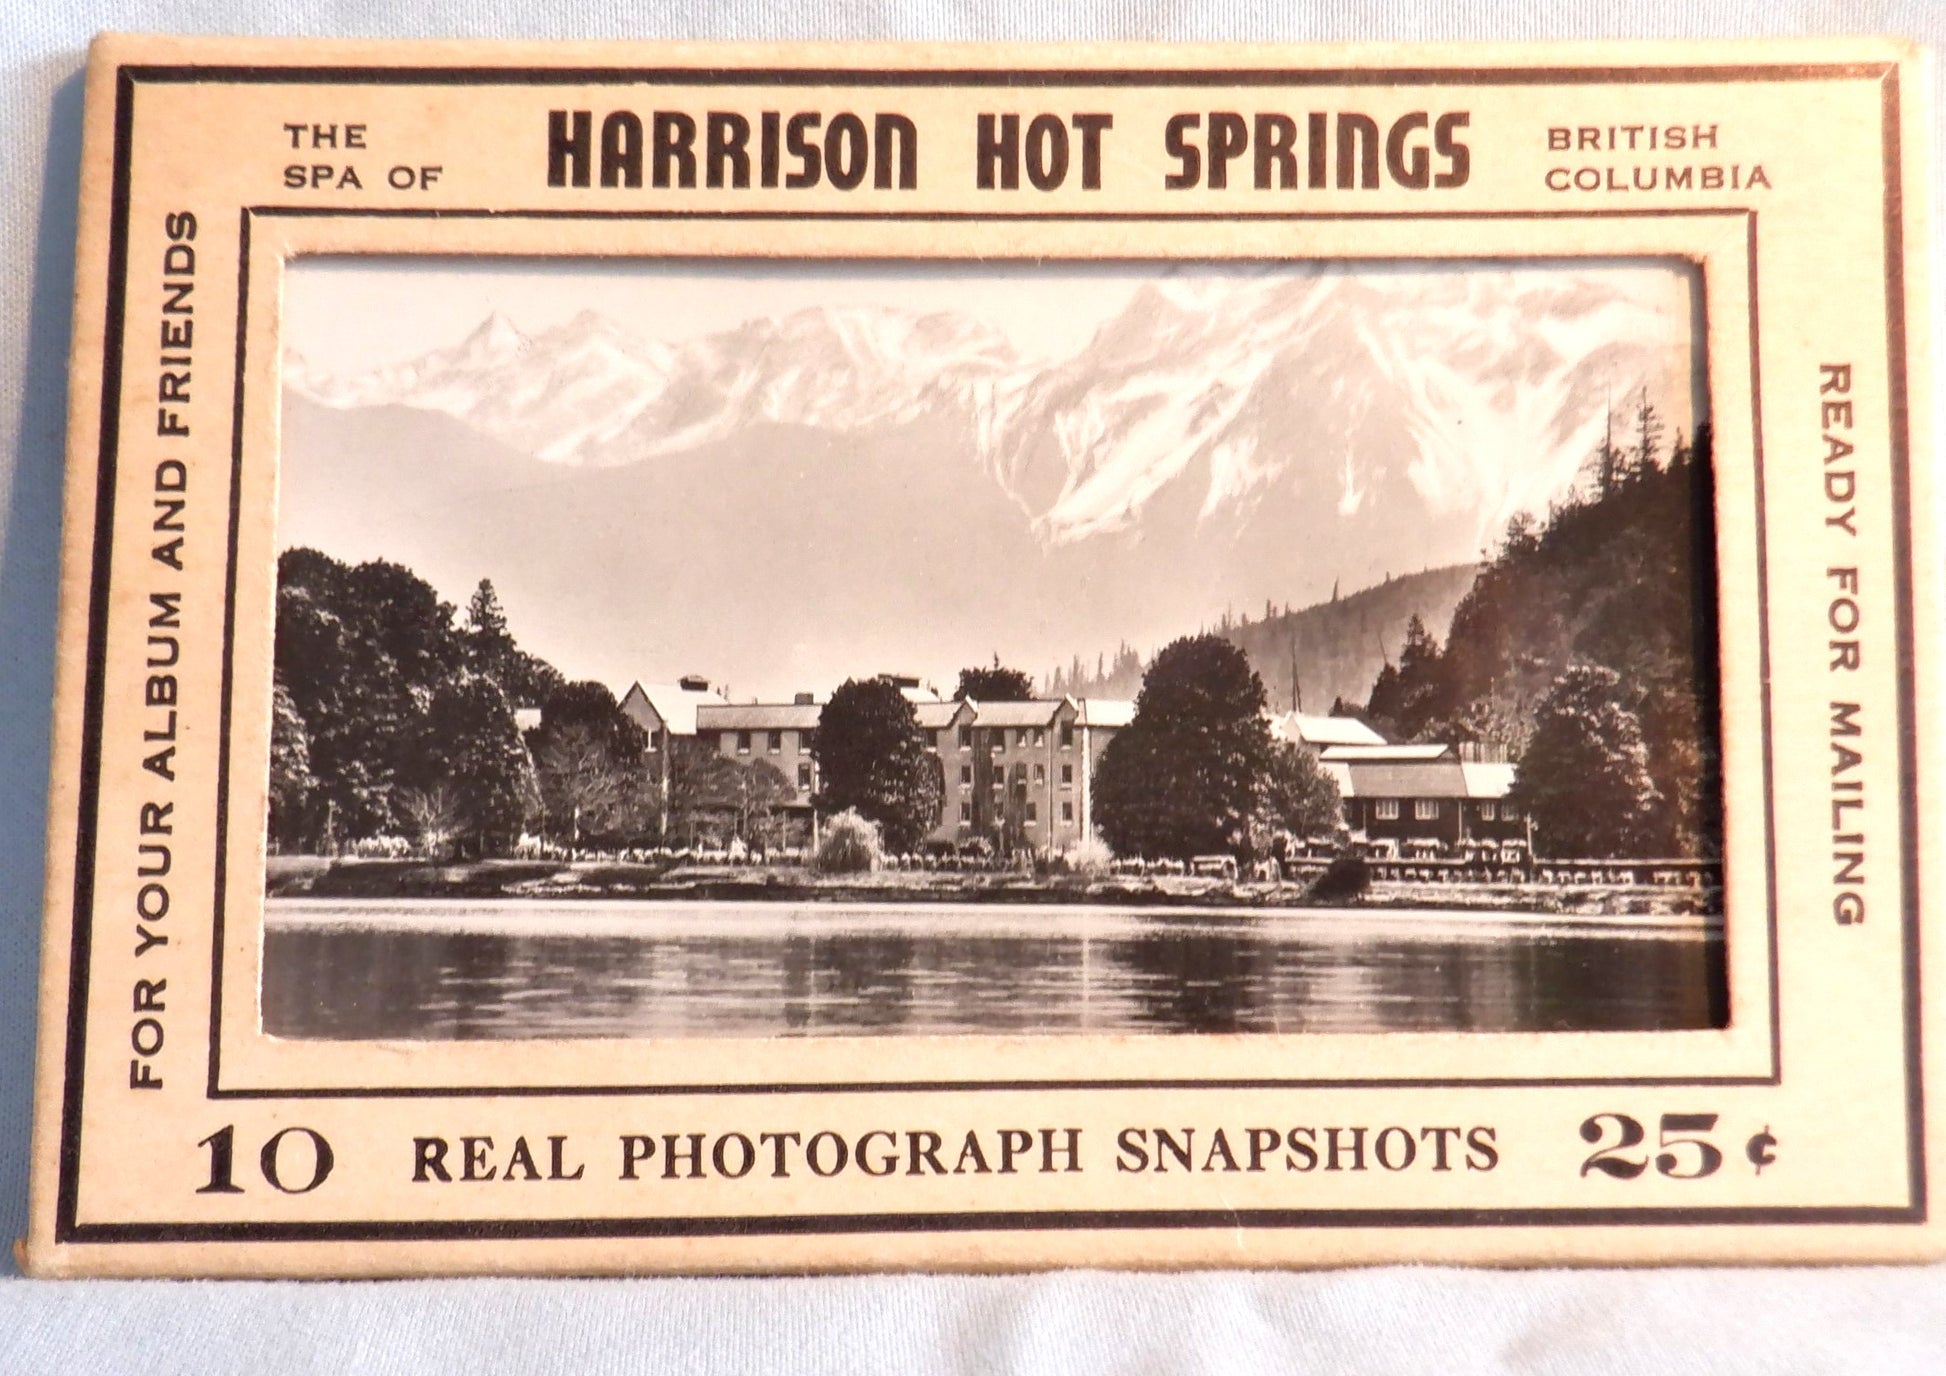 THE
SPA OF
HARRISON HOT SPRINGS
BRITISH
COLUMBIA
FOR YOUR ALBUM AND FRIENDS
READY FOR MAILING
10 REAL PHOTOGRAPH SNAPSHOTS 25¢